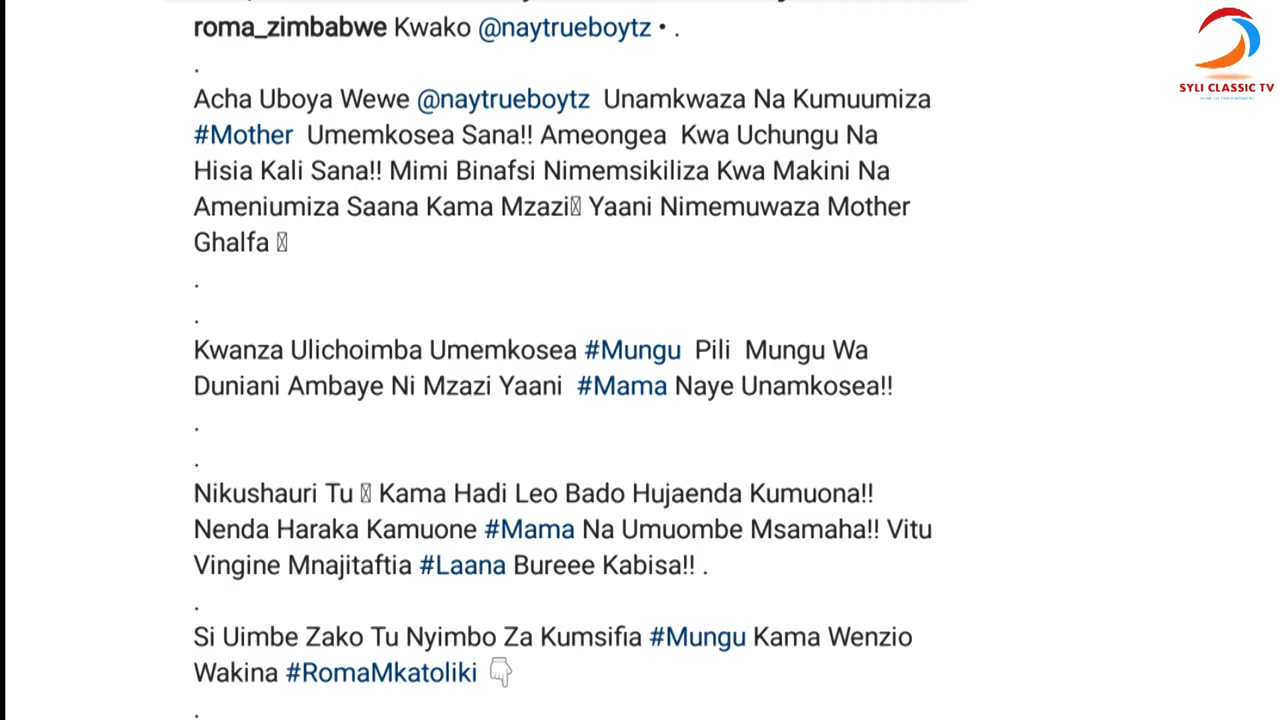 roma_zimbabwe Kwako @naytrueboytz • .
.
Acha Uboya Wewe @naytrueboytz Unamkwaza Na Kumuumiza
#Mother Umemkosea Sana!! Ameongea Kwa Uchungu Na
Hisia Kali Sana!! Mimi Binafsi Nimemsikiliza Kwa Makini Na
Ameniumiza Saana Kama Mzazi Yaani Nimemuwaza Mother
Ghalfa
.
.
Kwanza Ulichoimba Umemkosea #Mungu Pili Mungu Wa
Duniani Ambaye Ni Mzazi Yaani #Mama Naye Unamkosea!!
.
.
Nikushauri Tu Kama Hadi Leo Bado Hujaenda Kumuona!!
Nenda Haraka Kamuone #Mama Na Umuombe Msamaha!! Vitu
Vingine Mnajitaftia #Laana Bureee Kabisa!! .
.
Si Uimbe Zako Tu Nyimbo Za Kumsifia #Mungu Kama Wenzio
Wakina #RomaMkatoliki 👇
.
SYLI CLASSIC TV